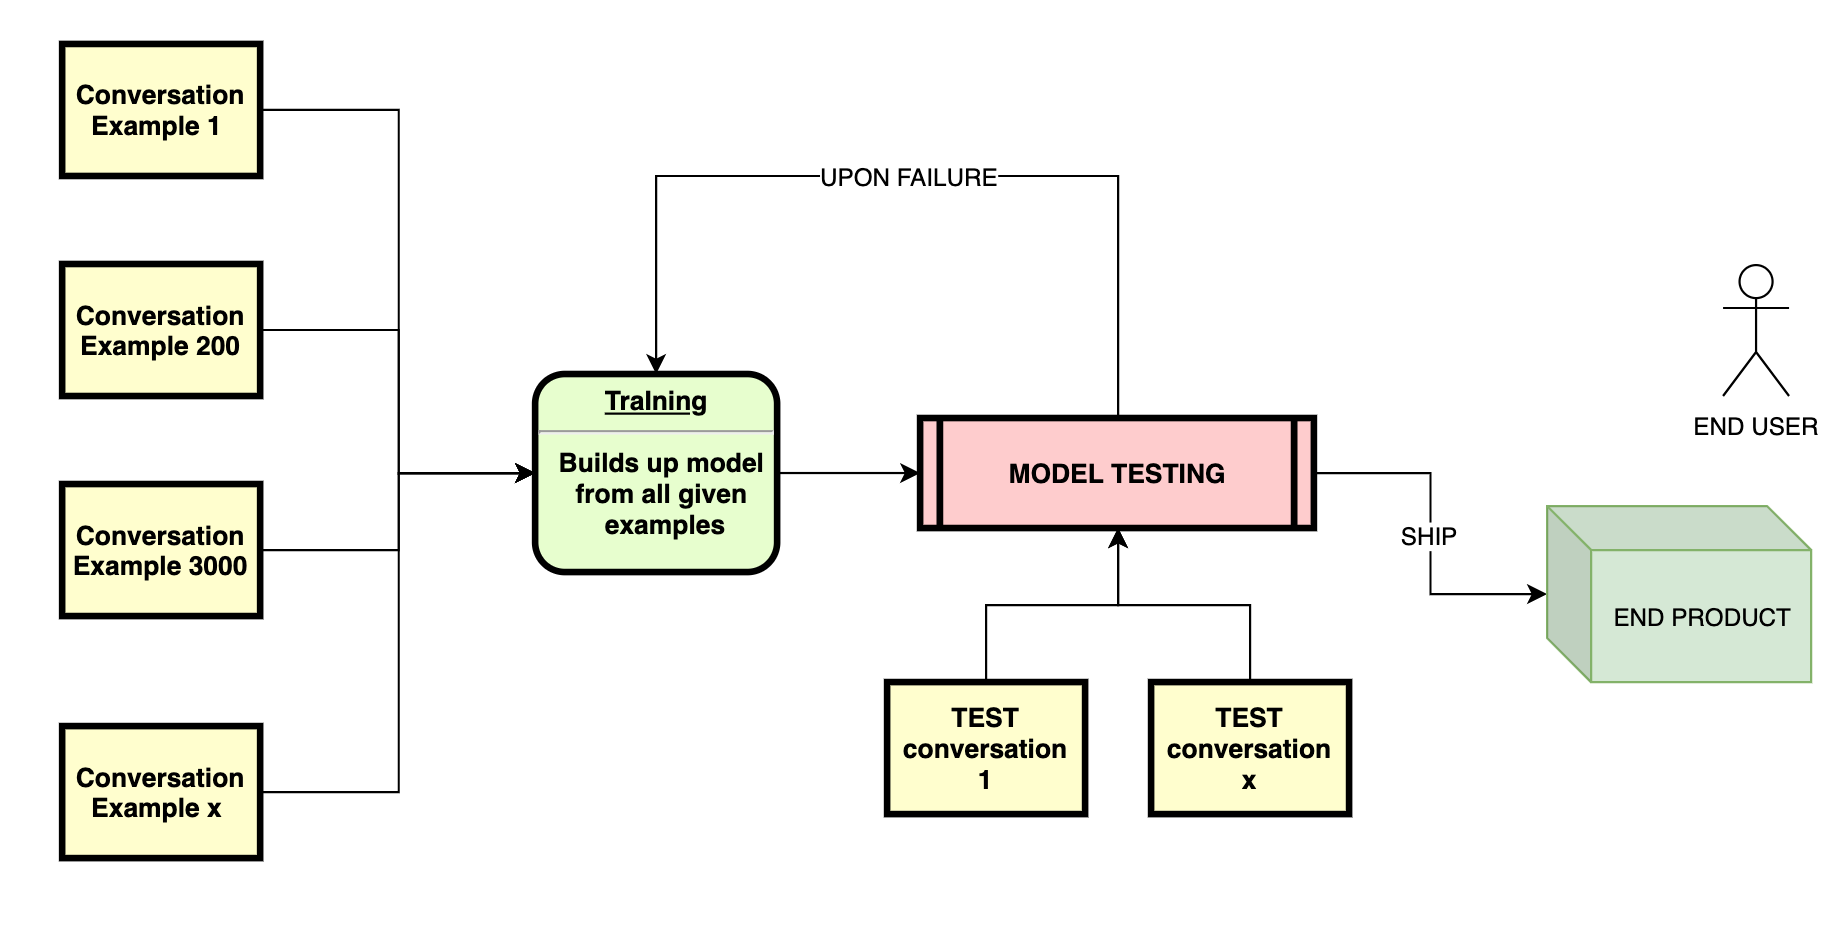 Conversation
Example 1
Conversation
Example 200
Conversation
Example 3000
Conversation
Example x
UPON FAILURE
TraIning
Builds up model
from all given
examples
MODEL TESTING
TEST
conversation
1
TEST
conversation
x
SHIP
END USER
END PRODUCT